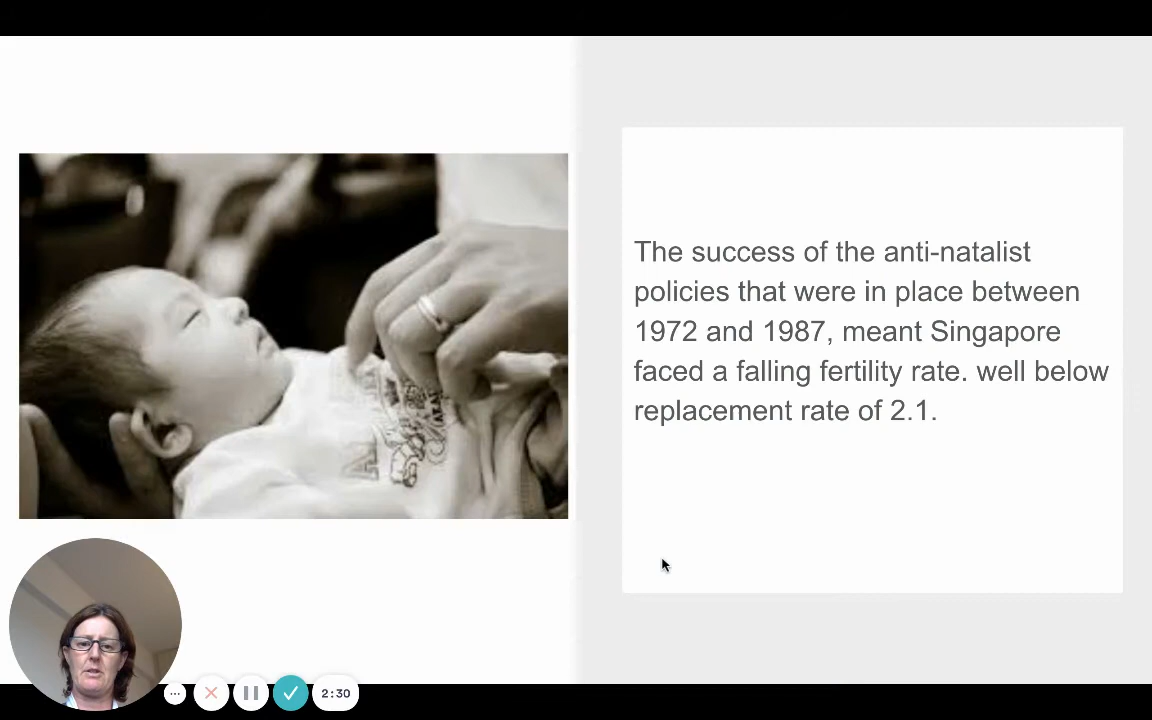 The success of the anti-natalist
policies that were in place between
1972 and 1987, meant Singapore
faced a falling fertility rate. well below
replacement rate of 2.1.
2:30